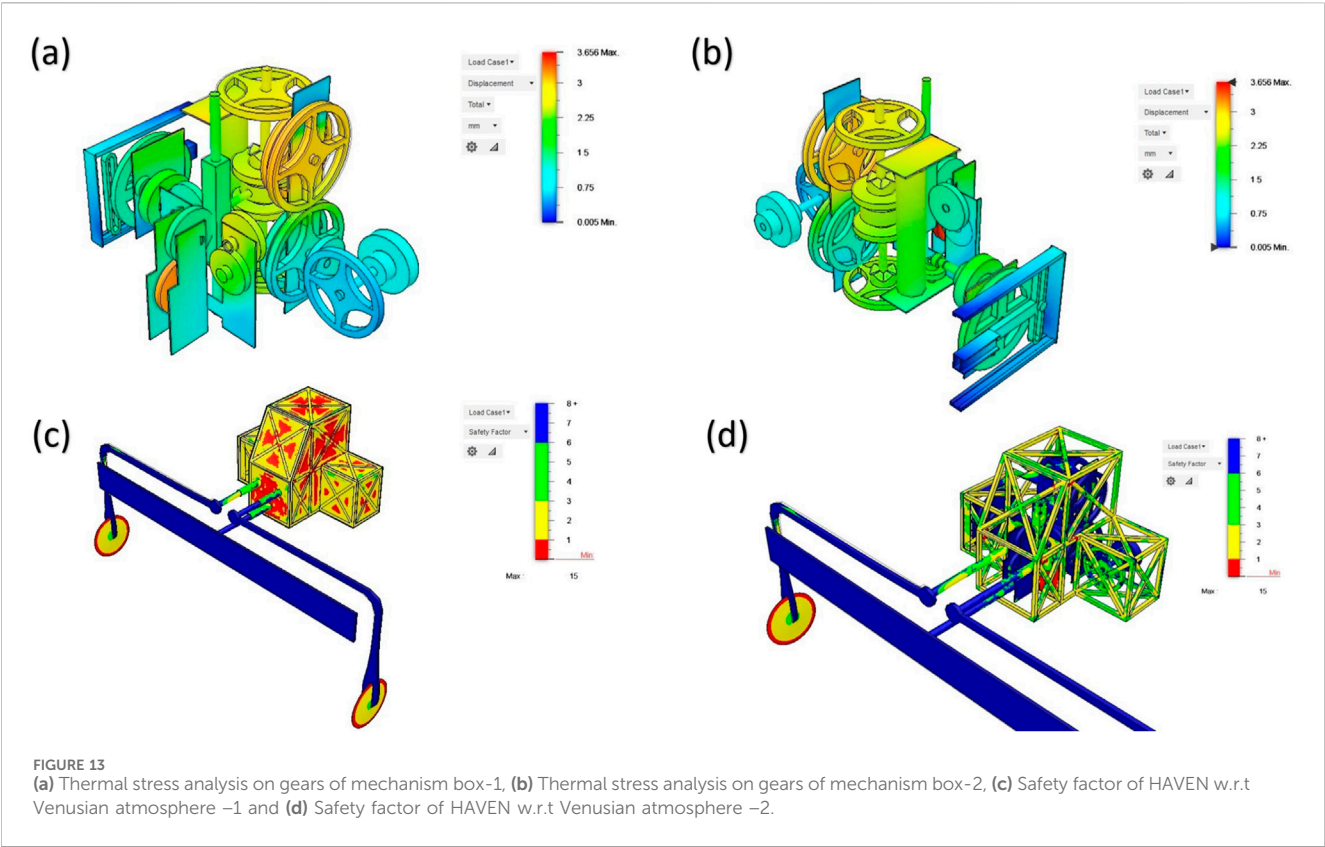 (a)
Load Case1
Displacement
Total
mm
3.656 Max.
3
2.25
1.5
0.75
0.005 Min.
(b)
Load Case1
Displacement
Total
mm
3.656 Max.
3
2.25
1.5
0.75
0.005 Min.
(c)
Load Case1
Safety Factor
8 +
7
6
5
4
3
2
1
Min
Max : 15
(d)
Load Case1
Safety Factor
8 +
7
6
5
4
3
2
1
Min
Max : 15
FIGURE 13
(a) Thermal stress analysis on gears of mechanism box-1, (b) Thermal stress analysis on gears of mechanism box-2, (c) Safety factor of HAVEN w.r.t
Venusian atmosphere –1 and (d) Safety factor of HAVEN w.r.t Venusian atmosphere –2.